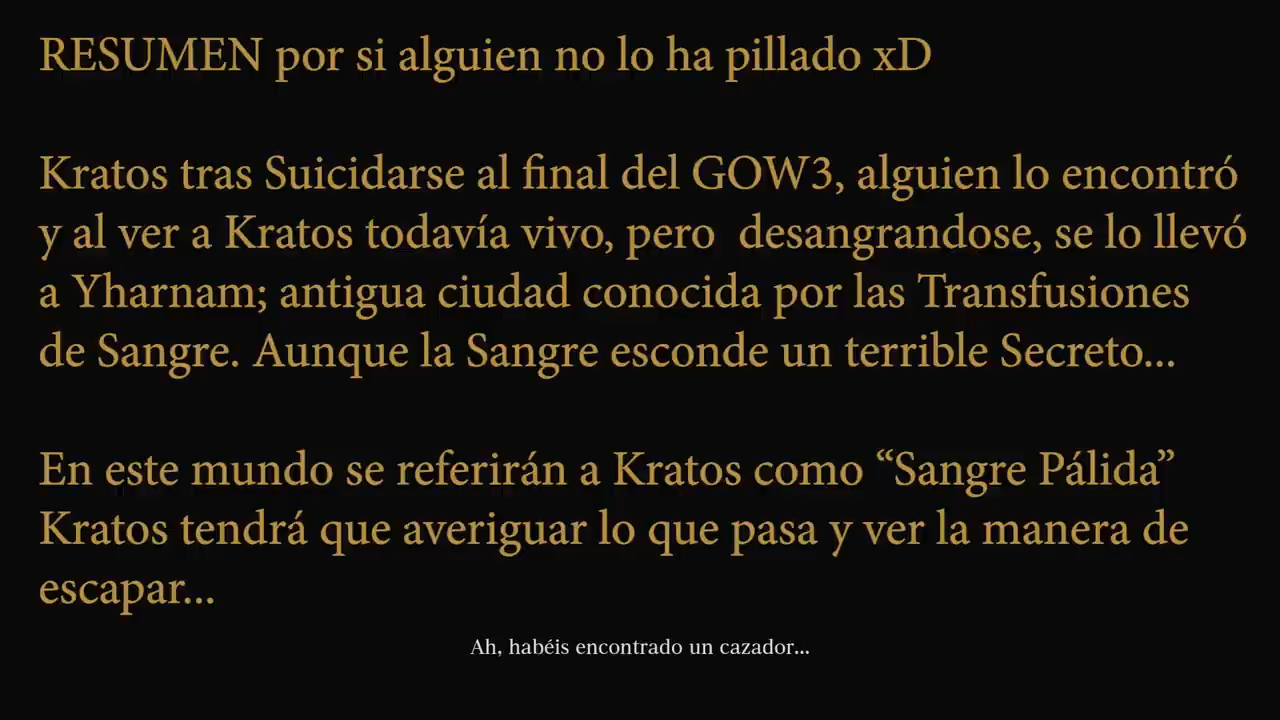 RESUMEN por si alguien no lo ha pillado xD
Kratos tras Suicidarse al final del GOW3, alguien lo encontró
y al ver a Kratos todavía vivo, pero desangrandose, se lo llevó
a Yharnam; antigua ciudad conocida por las Transfusiones
de Sangre. Aunque la Sangre esconde un terrible Secreto...
En este mundo se referirán a Kratos como “Sangre Pálida”
Kratos tendrá que averiguar lo que pasa y ver la manera de
escapar...
Ah, habéis encontrado un cazador...